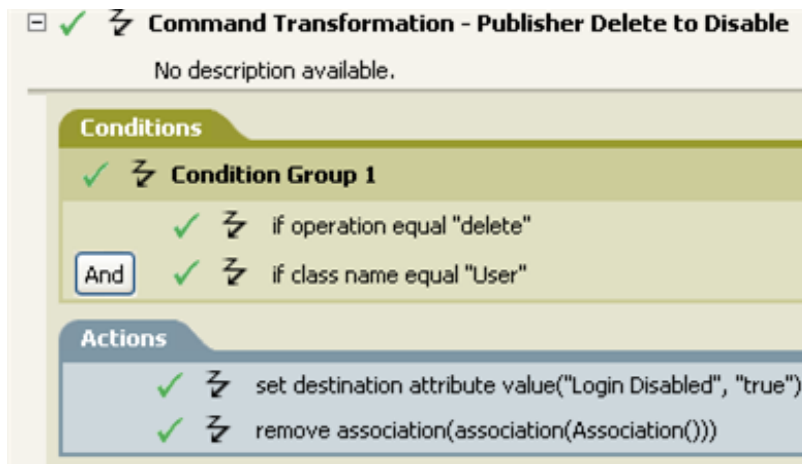 Command Transformation - Publisher Delete to Disable
No description available.
Conditions
Condition Group 1
if operation equal "delete"
And if class name equal "User"
Actions
set destination attribute value("Login Disabled", "true")
remove association(association(Association()))